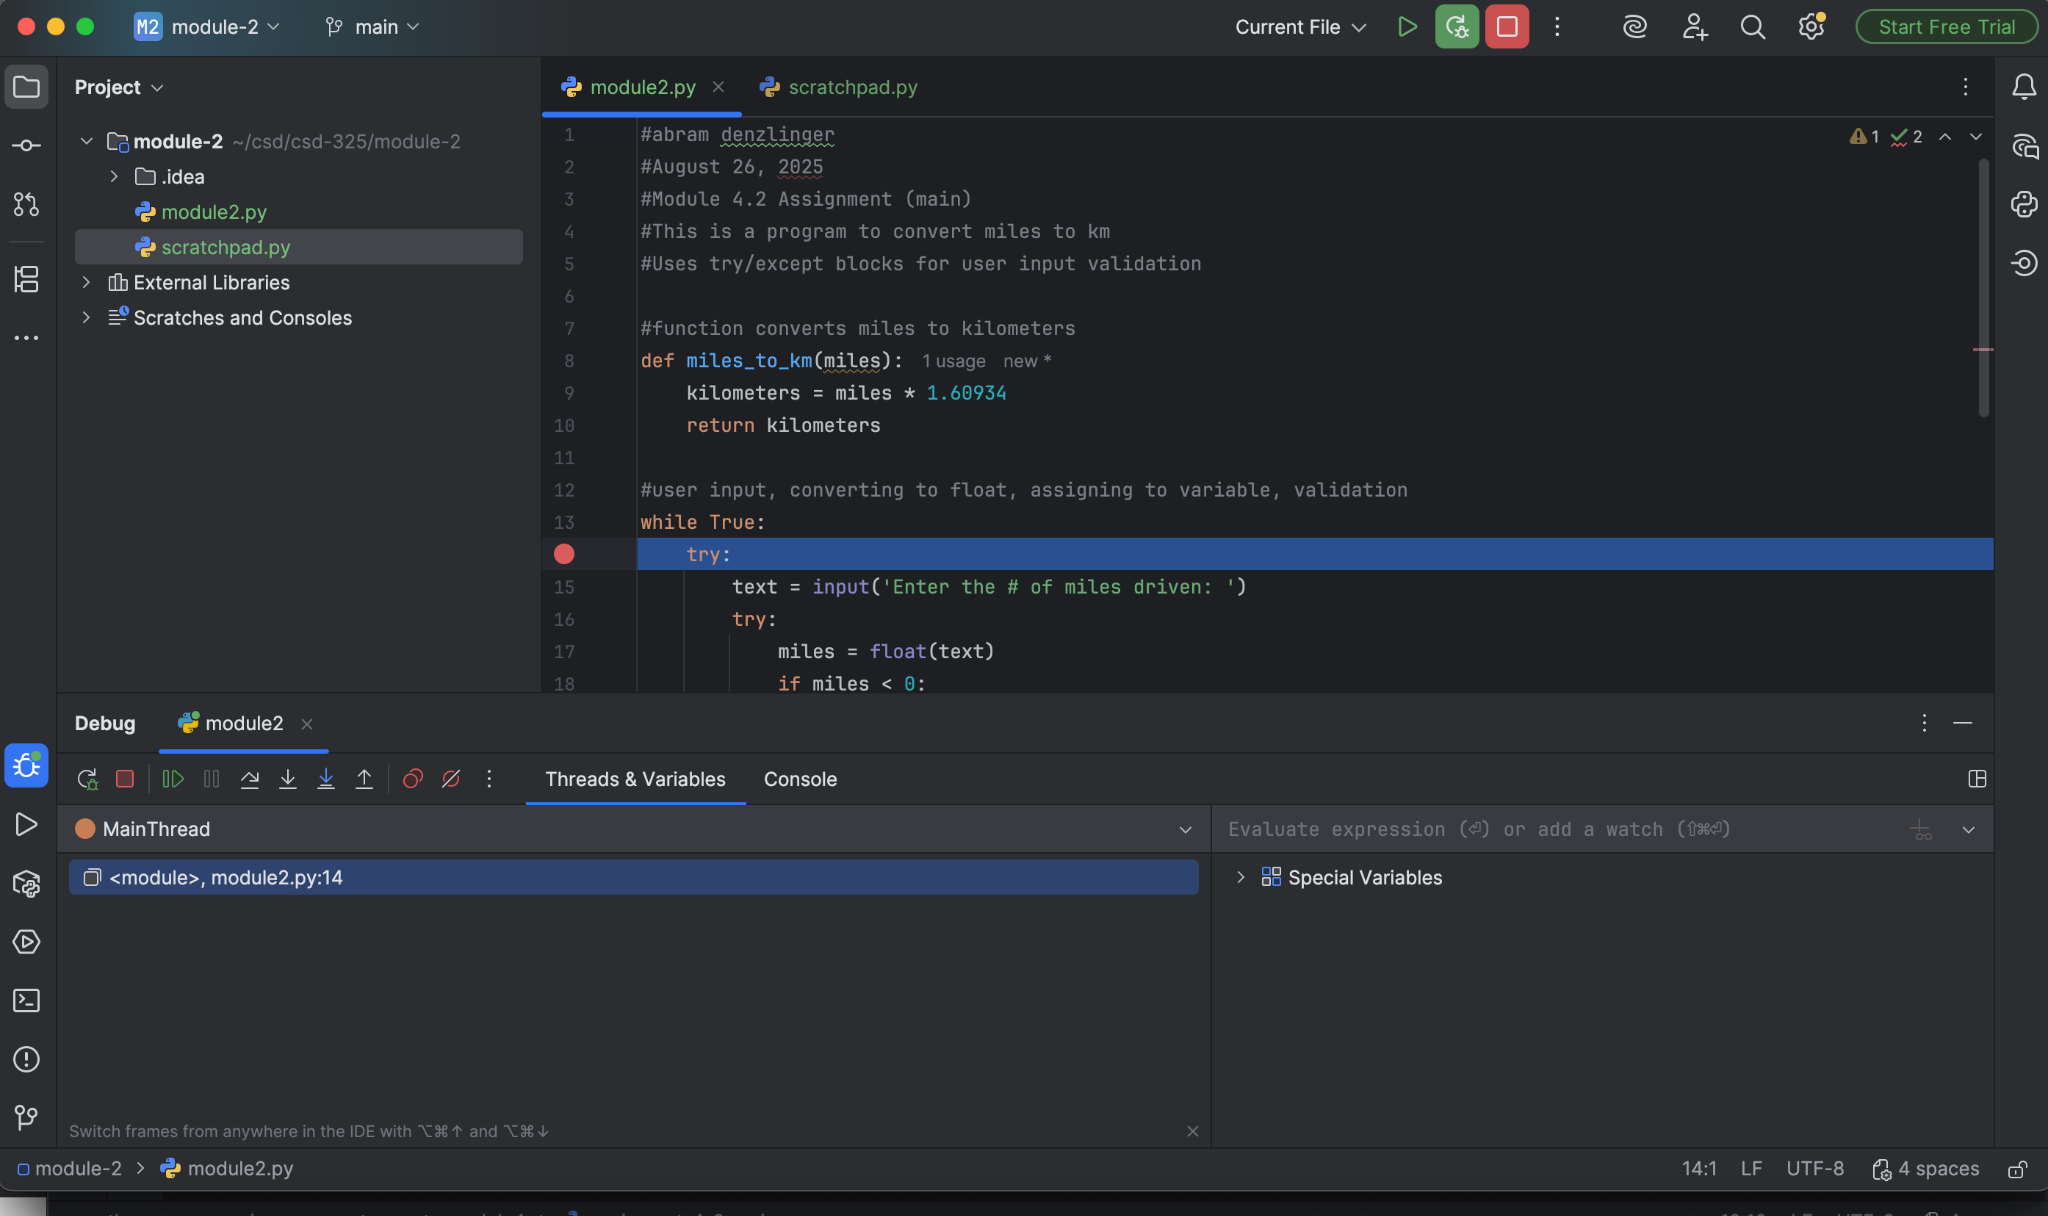 M2 module-2 main Current File Start Free Trial
Project
module-2 ~/csd/csd-325/module-2
.idea
module2.py
scratchpad.py
External Libraries
Scratches and Consoles
module2.py scratchpad.py
1 #abram denzlinger
2 #August 26, 2025
3 #Module 4.2 Assignment (main)
4 #This is a program to convert miles to km
5 #Uses try/except blocks for user input validation
6
7 #function converts miles to kilometers
8 def miles_to_km(miles): 1 usage new *
9 kilometers = miles * 1.60934
10 return kilometers
11
12 #user input, converting to float, assigning to variable, validation
13 while True:
try:
15 text = input('Enter the # of miles driven: ')
16 try:
17 miles = float(text)
18 if miles < 0:
1 2
Debug module2
Threads & Variables Console
MainThread
Evaluate expression (⏎) or add a watch (⇧⌘⏎)
<module>, module2.py:14
Special Variables
Switch frames from anywhere in the IDE with ⌥⌘↑ and ⌥⌘↓
module-2 > module2.py 14:1 LF UTF-8 4 spaces